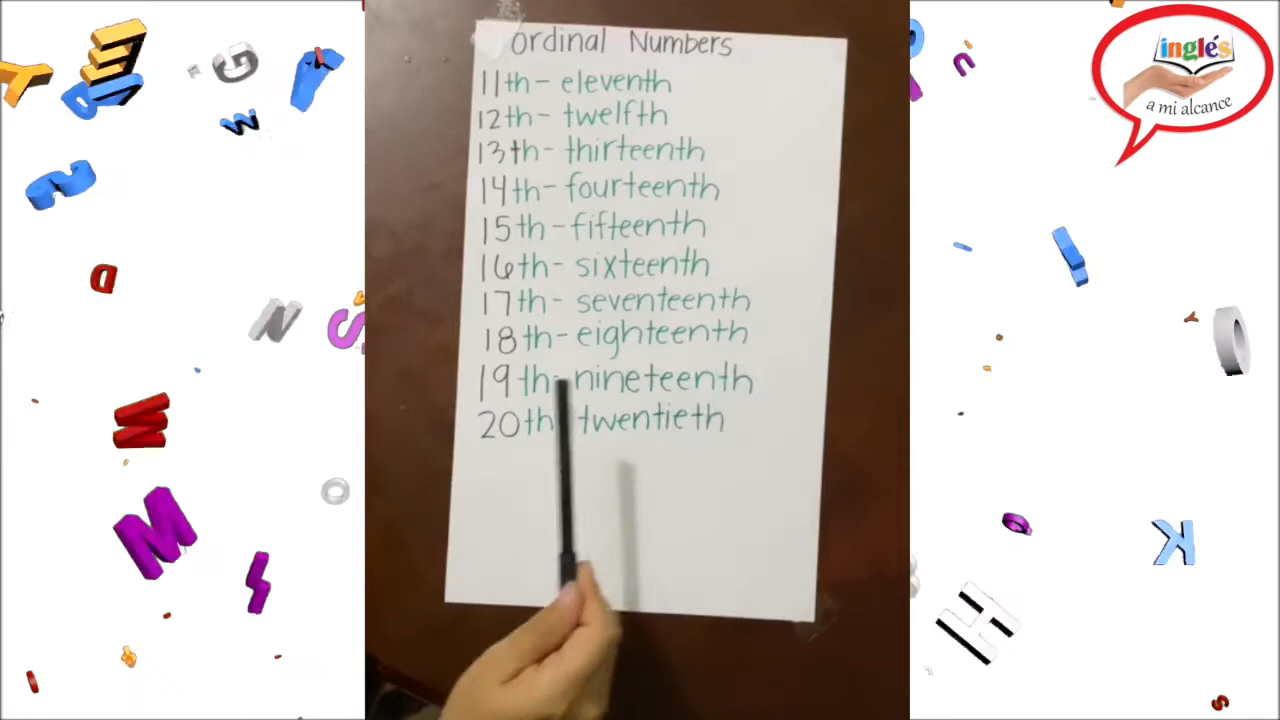 ordinal Numbers
11th - eleventh
12th - twelfth
13th - thirteenth
14th - fourteenth
15th - fifteenth
16th - sixteenth
17th - seventeenth
18th - eighteenth
19th - nineteenth
20th twentieth
inglés
a mi alcance